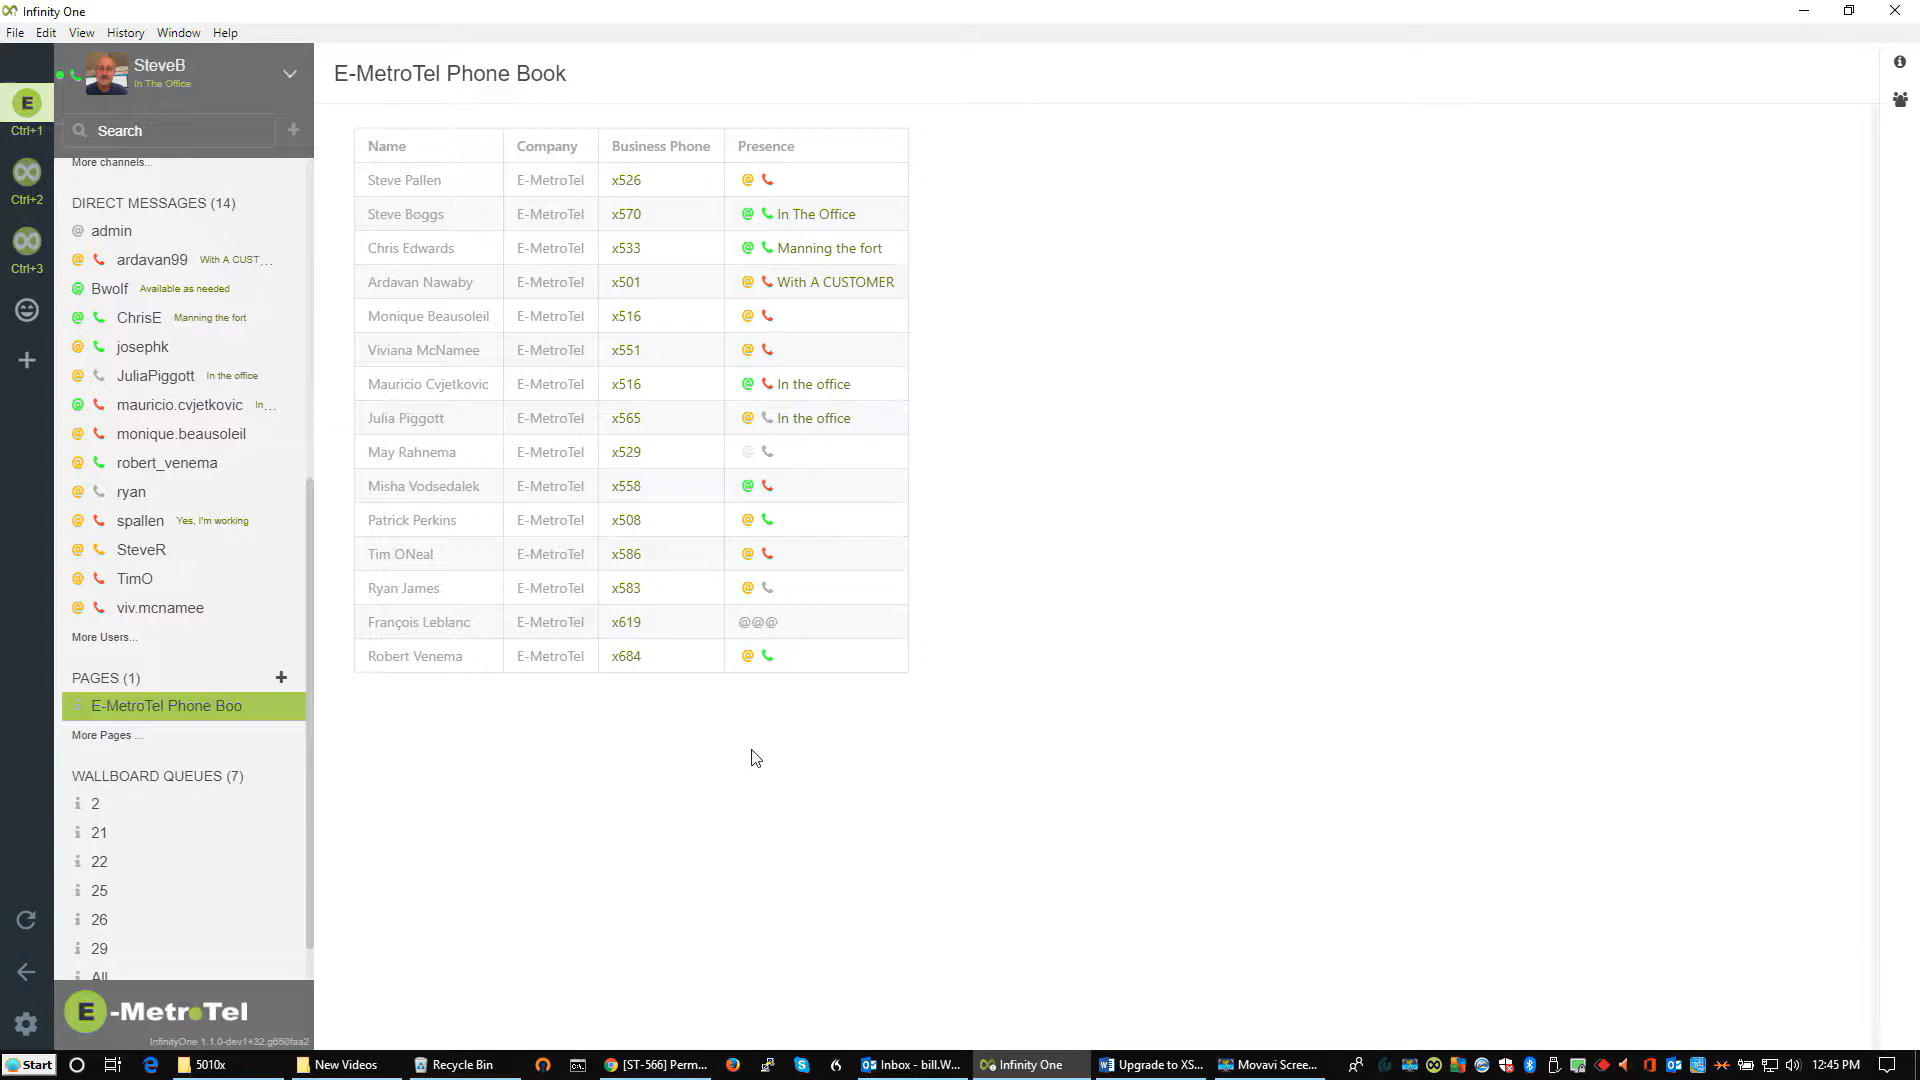 Infinity One
File Edit View History Window Help
SteveB
In The Office
E
Ctrl+1
Ctrl+2
Ctrl+3
Search
More channels...
DIRECT MESSAGES (14)
@ admin
@ ardavan99 With A CUST...
@ Bwolf Available as needed
@ ChrisE Manning the fort
@ josephk
@ JuliaPiggott In the office
@ mauricio.cvjetkovic In...
@ monique.beausoleil
@ robert_venema
@ ryan
@ spallen Yes, I'm working
@ SteveR
@ TimO
@ viv.mcnamee
More Users...
PAGES (1)
E-MetroTel Phone Boo
More Pages ...
WALLBOARD QUEUES (7)
2
21
22
25
26
29
All
E-MetroTel
InfinityOne 1.1.0-dev1+32.g650faa2
E-MetroTel Phone Book
Name Company Business Phone Presence
Steve Pallen E-MetroTel x526 @
Steve Boggs E-MetroTel x570 @ In The Office
Chris Edwards E-MetroTel x533 @ Manning the fort
Ardavan Nawaby E-MetroTel x501 @ With A CUSTOMER
Monique Beausoleil E-MetroTel x516 @
Viviana McNamee E-MetroTel x551 @
Mauricio Cvjetkovic E-MetroTel x516 @ In the office
Julia Piggott E-MetroTel x565 @ In the office
May Rahnema E-MetroTel x529 @
Misha Vodsedalek E-MetroTel x558 @
Patrick Perkins E-MetroTel x508 @
Tim ONeal E-MetroTel x586 @
Ryan James E-MetroTel x583 @
François Leblanc E-MetroTel x619 @@@
Robert Venema E-MetroTel x684 @
Start 5010x New Videos Recycle Bin [ST-566] Perm... Inbox - bill.W... Infinity One Upgrade to XS... Movavi Scree... 12:45 PM